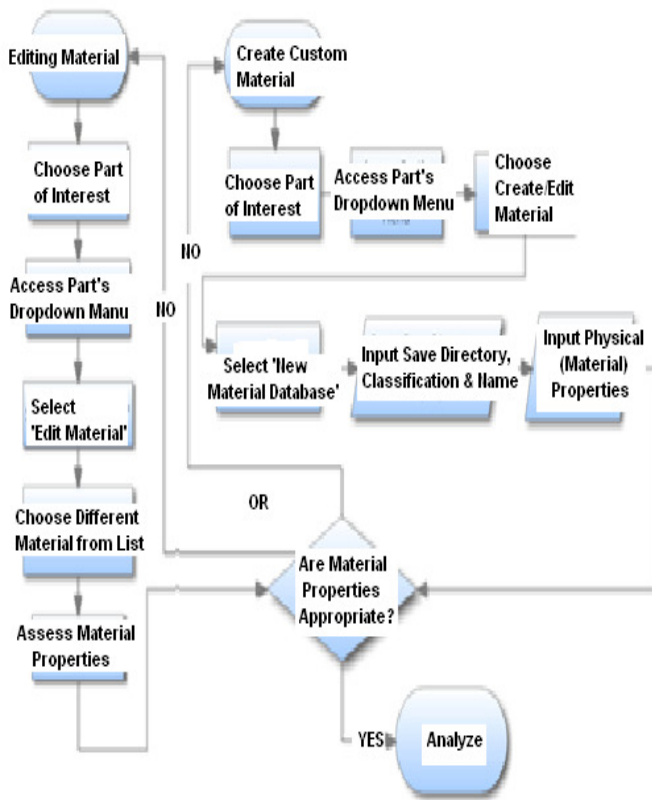 Editing Material
Choose Part
of Interest
Access Part's
Dropdown Manu
Select
'Edit Material'
Choose Different
Material from List
Assess Material
Properties
Create Custom
Material
Choose Part
of Interest
Access Part's
Dropdown Menu
Choose
Create/Edit
Material
NO
NO
Select 'New
Material Database'
Input Save Directory,
Classification & Name
Input Physical
(Material)
Properties
OR
Are Material
Properties
Appropriate?
YES
Analyze